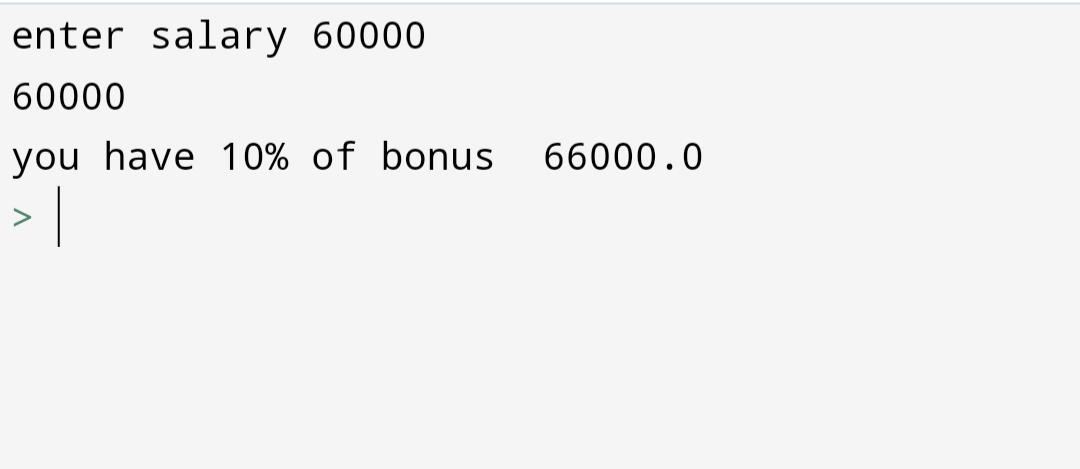 enter salary 60000
60000
you have 10% of bonus  66000.0
>